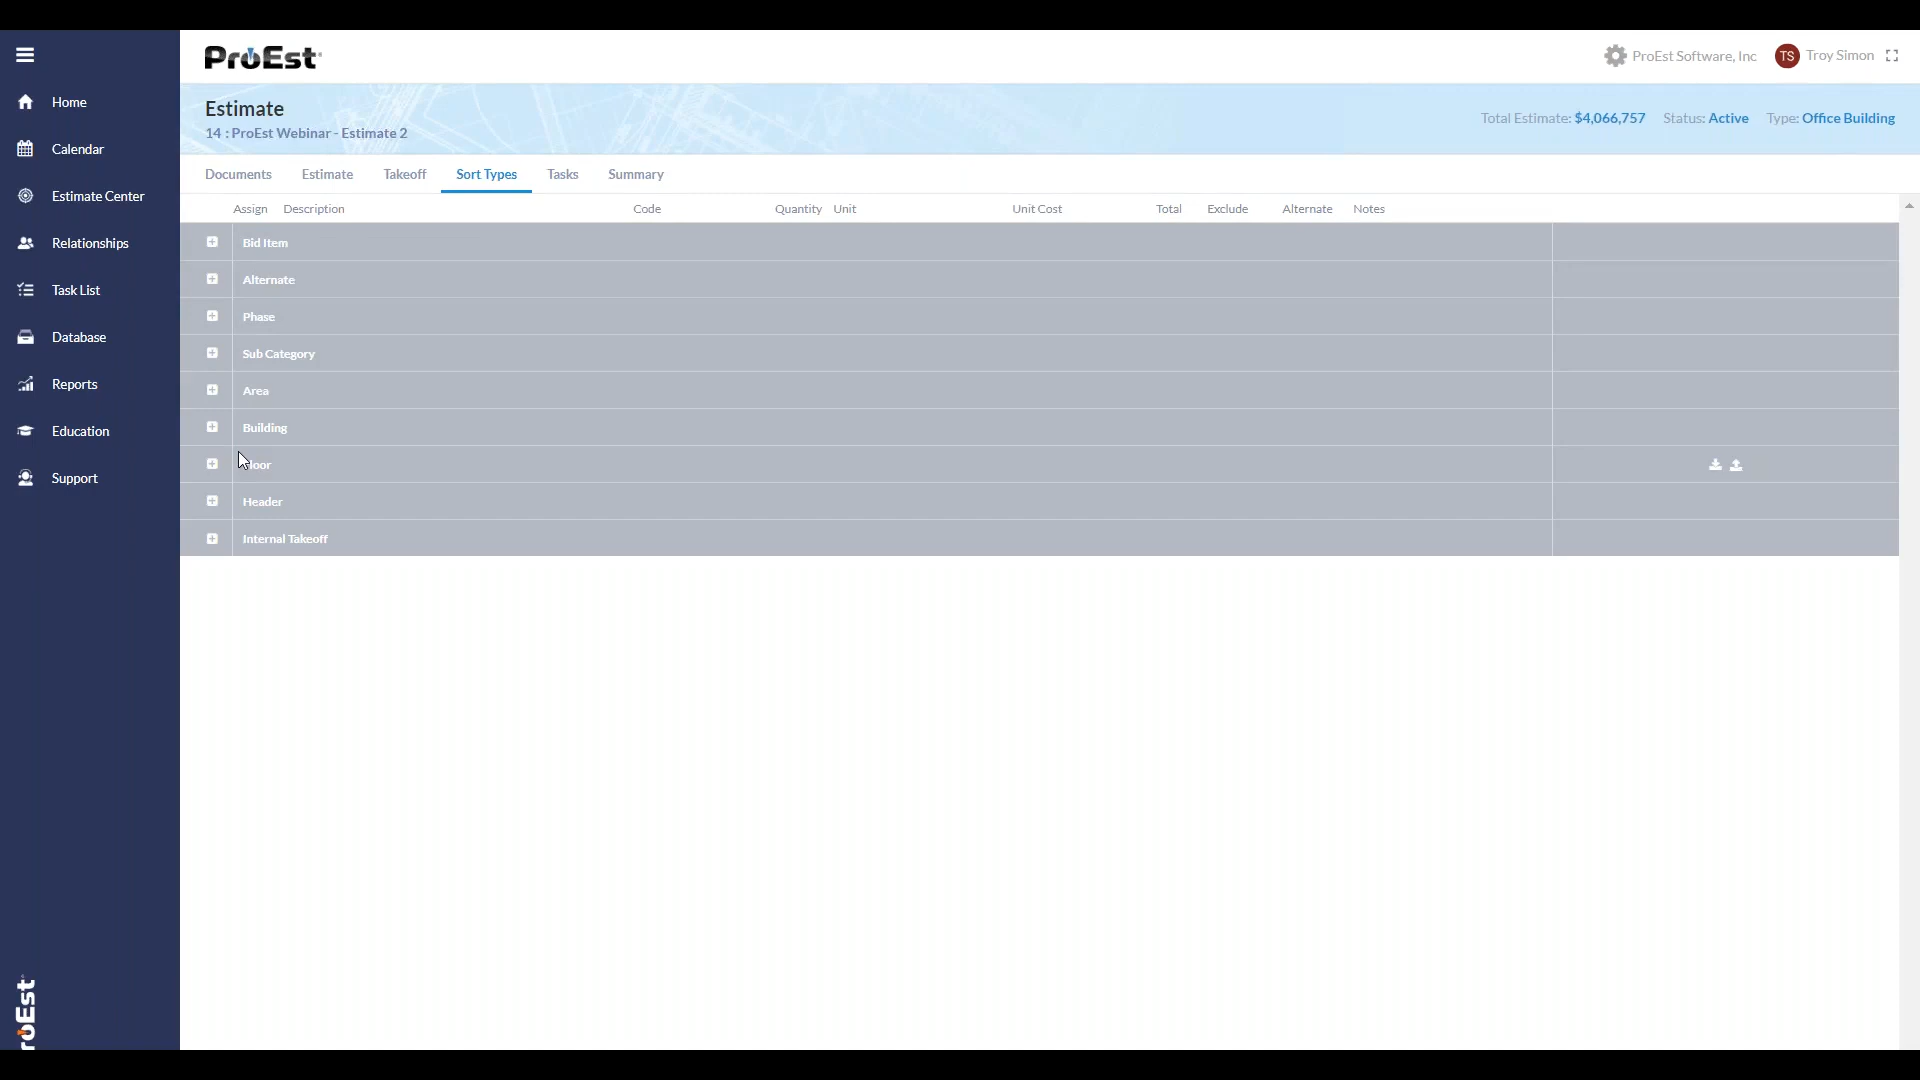 ProEst
ProEst Software, Inc
TS
Troy Simon
Home
Calendar
Estimate Center
Relationships
Task List
Database
Reports
Education
Support
Estimate
14 : ProEst Webinar - Estimate 2
Total Estimate: $4,066,757
Status: Active
Type: Office Building
Documents
Estimate
Takeoff
Sort Types
Tasks
Summary
Assign
Description
Code
Quantity
Unit
Unit Cost
Total
Exclude
Alternate
Notes
Bid Item
Alternate
Phase
Sub Category
Area
Building
oor
Header
Internal Takeoff
roEst